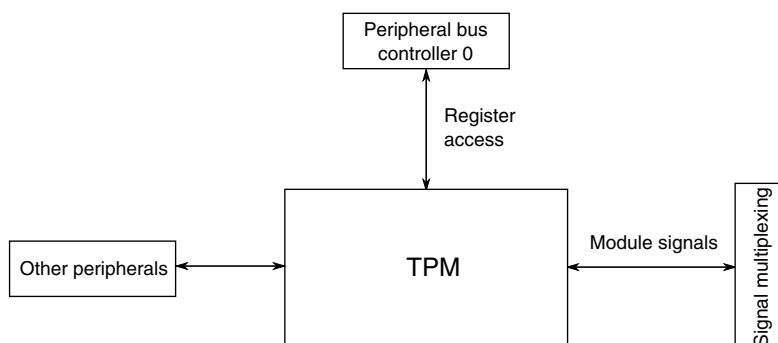 Peripheral bus
controller 0
Register
access
Other peripherals
TPM
Module signals
Signal multiplexing